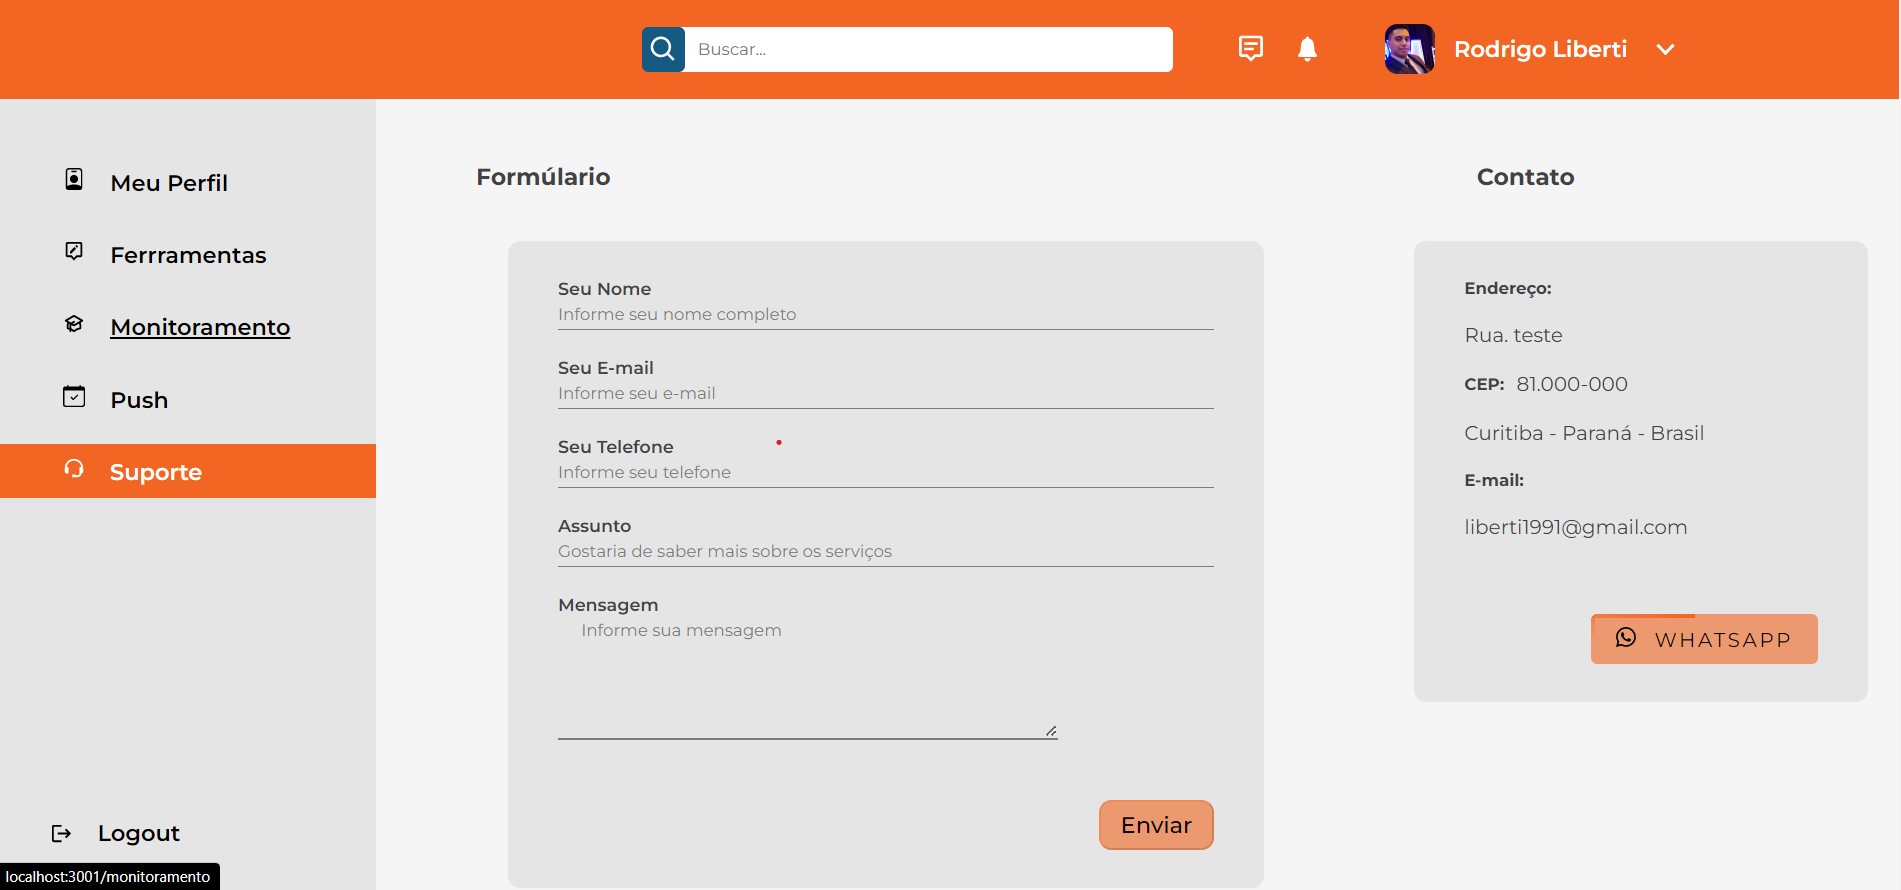 Buscar...
Rodrigo Liberti
Meu Perfil
Ferrramentas
Monitoramento
Push
Suporte
Logout
localhost:3001/monitoramento
Formúlario
Seu Nome
Informe seu nome completo
Seu E-mail
Informe seu e-mail
Seu Telefone
Informe seu telefone
Assunto
Gostaria de saber mais sobre os serviços
Mensagem
Informe sua mensagem
Enviar
Contato
Endereço:
Rua. teste
CEP: 81.000-000
Curitiba - Paraná - Brasil
E-mail:
liberti1991@gmail.com
WHATSAPP